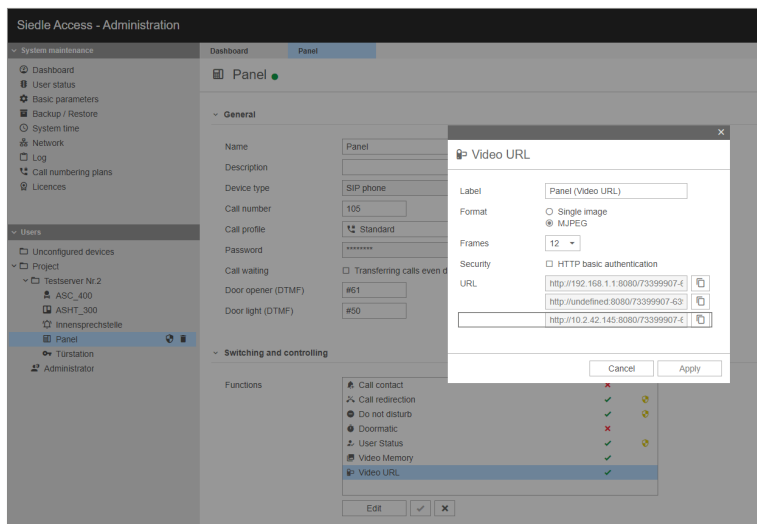 Siedle Access - Administration
System maintenance
Dashboard
User status
Basic parameters
Backup / Restore
System time
Network
Log
Call numbering plans
Licences
Users
Unconfigured devices
Project
Testserver Nr.2
ASC_400
ASHT_300
Innensprechstelle
Panel
Türstation
Administrator
Dashboard Panel
Panel
General
Name Panel
Description
Device type SIP phone
Call number 105
Call profile Standard
Password ********
Call waiting Transferring calls even d
Door opener (DTMF) #61
Door light (DTMF) #50
Switching and controlling
Functions Call contact
Call redirection
Do not disturb
Doormatic
User Status
Video Memory
Video URL
Edit
Video URL
Label Panel (Video URL)
Format Single image
MJPEG
Frames 12
Security HTTP basic authentication
URL http://192.168.1.1:8080/73399907-6
http://undefined:8080/73399907-63
http://10.2.42.145:8080/73399907-6
Cancel Apply